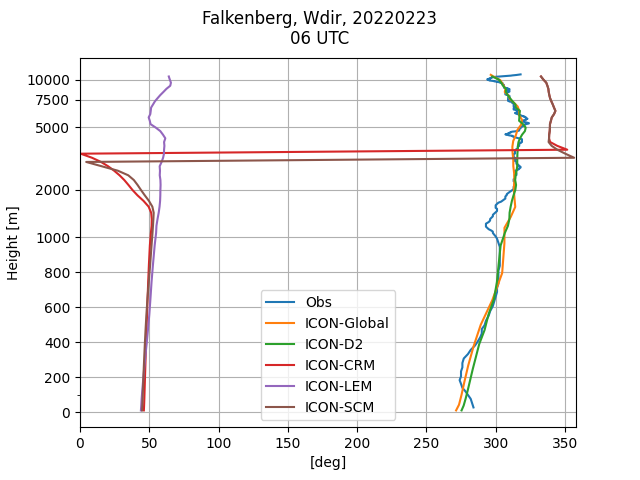 Falkenberg, Wdir, 20220223
06 UTC
10000
7500
5000
2000
1000
800
600
400
200
0
Height [m]
Obs
ICON-Global
ICON-D2
ICON-CRM
ICON-LEM
ICON-SCM
0 50 100 150 200 250 300 350
[deg]